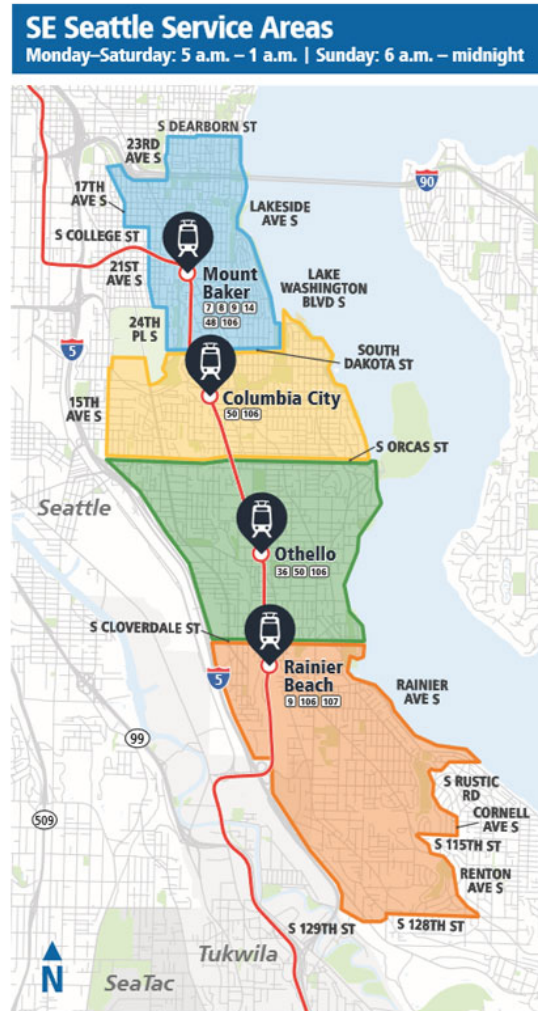 SE Seattle Service Areas
Monday–Saturday: 5 a.m. – 1 a.m. | Sunday: 6 a.m. – midnight
S DEARBORN ST
23RD
AVE S
90
17TH
AVE S
LAKESIDE
AVE S
S COLLEGE ST
21ST
AVE S
Mount
Baker
7 8 9 14
48 106
LAKE
WASHINGTON
BLVD S
24TH
PL S
5
SOUTH
DAKOTA ST
15TH
AVE S
Columbia City
50 106
S ORCAS ST
Seattle
Othello
36 50 106
S CLOVERDALE ST
5
Rainier
Beach
9 106 107
RAINIER
AVE S
99
S RUSTIC
RD
509
CORNELL
AVE S
S 115TH ST
RENTON
AVE S
S 129TH ST
S 128TH ST
Tukwila
N
SeaTac